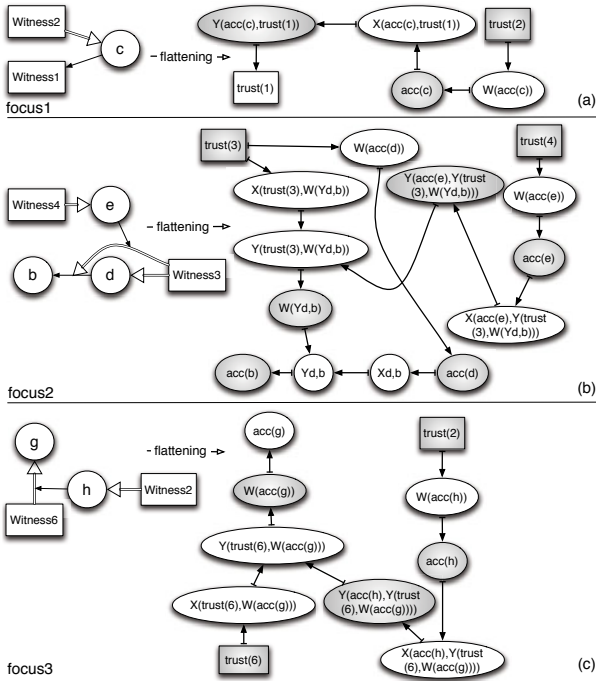 Witness2
c
Witness1
focus1
flattening
Y(acc(c),trust(1))
X(acc(c),trust(1))
trust(2)
trust(1)
acc(c)
W(acc(c))
(a)
trust(3)
W(acc(d))
trust(4)
X(trust(3),W(Yd,b))
Y(acc(e),Y(trust
(3),W(Yd,b)))
W(acc(e))
Witness4
e
flattening
Y(trust(3),W(Yd,b))
acc(e)
b
d
Witness3
W(Yd,b)
X(acc(e),Y(trust
(3),W(Yd,b)))
acc(b)
Yd,b
Xd,b
acc(d)
focus2
(b)
g
flattening
acc(g)
trust(2)
h
Witness2
Witness6
W(acc(g))
W(acc(h))
Y(trust(6),W(acc(g)))
acc(h)
X(trust(6),W(acc(g)))
Y(acc(h),Y(trust
(6),W(acc(g))))
trust(6)
X(acc(h),Y(trust
(6),W(acc(g))))
focus3
(c)